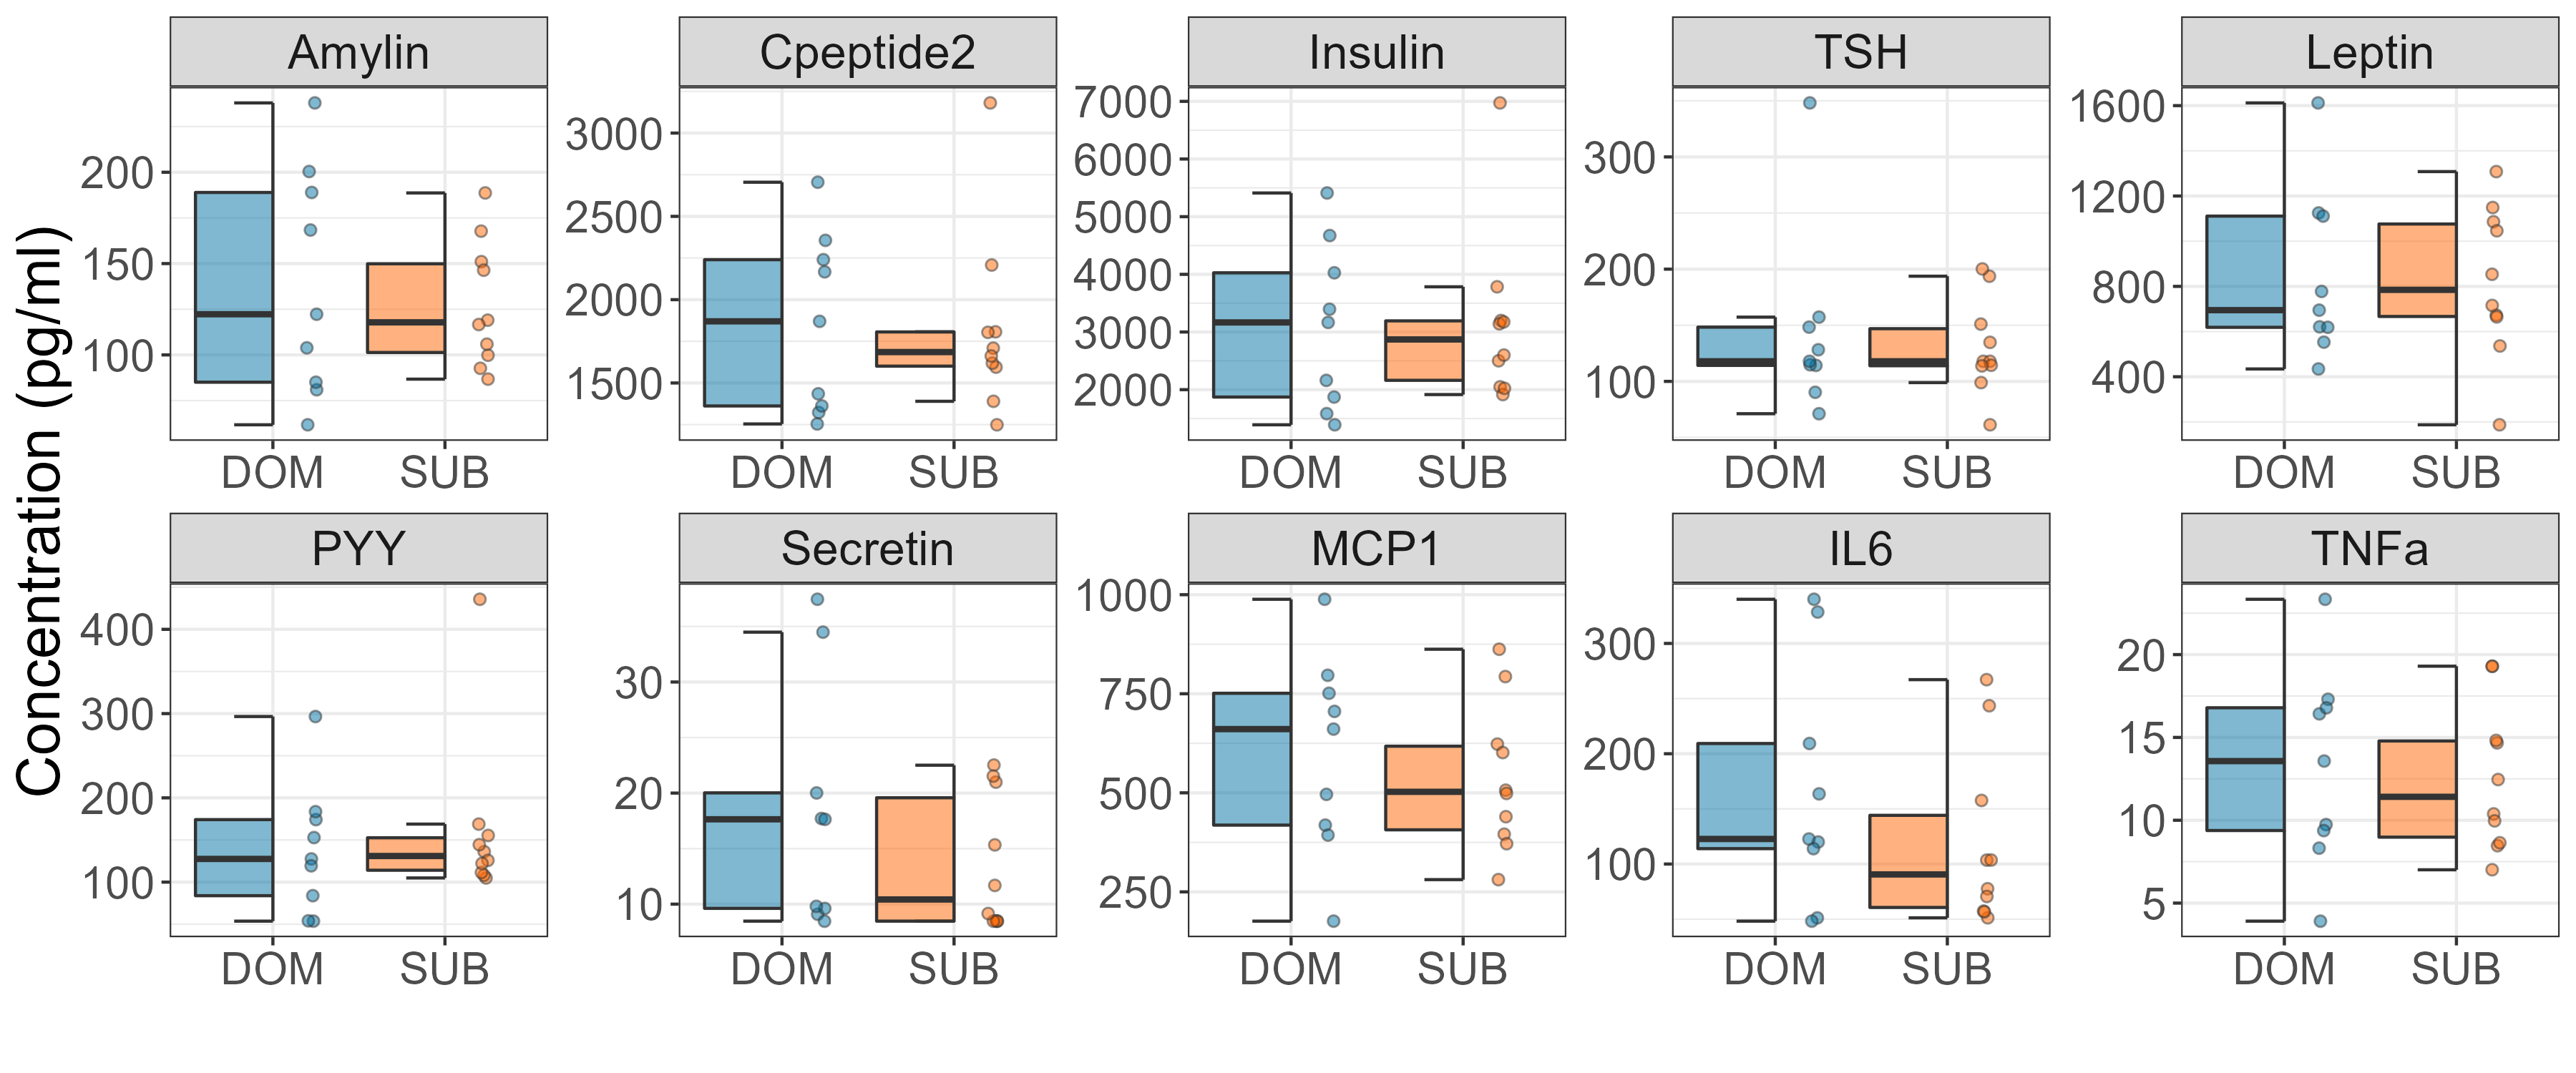 Concentration (pg/ml)
Amylin
200
150
100
DOM SUB
Cpeptide2
3000
2500
2000
1500
DOM SUB
Insulin
7000
6000
5000
4000
3000
2000
DOM SUB
TSH
300
200
100
DOM SUB
Leptin
1600
1200
800
400
DOM SUB
PYY
400
300
200
100
DOM SUB
Secretin
30
20
10
DOM SUB
MCP1
1000
750
500
250
DOM SUB
IL6
300
200
100
DOM SUB
TNFa
20
15
10
5
DOM SUB